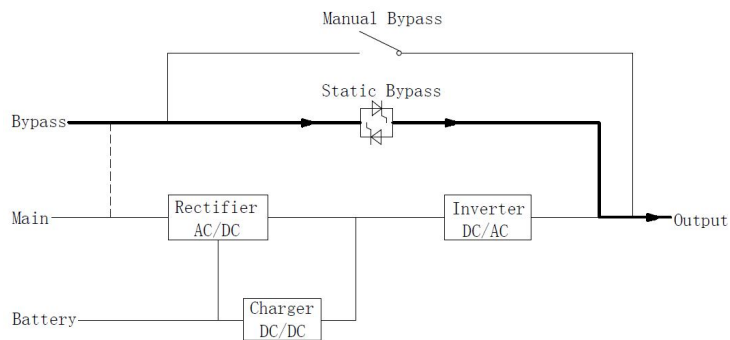 Manual Bypass
Static Bypass
Bypass
Main
Rectifier
AC/DC
Inverter
DC/AC
Output
Battery
Charger
DC/DC